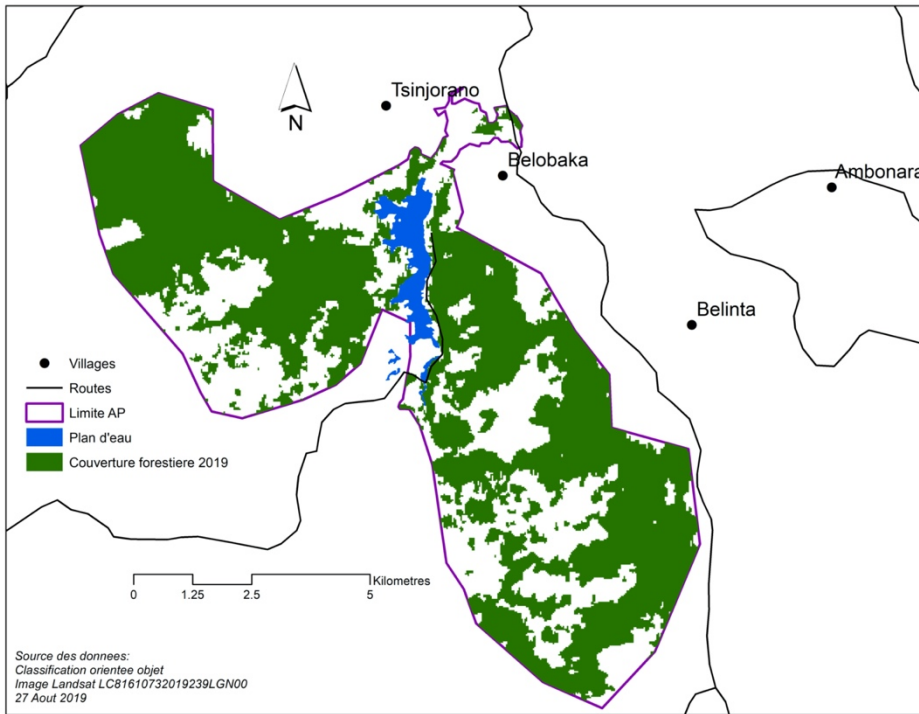 Tsinjorano
N
Belobaka
Ambonara
Belinta
Villages
Routes
Limite AP
Plan d'eau
Couverture forestiere 2019
Kilometres
0 1.25 2.5 5
Source des donnees:
Classification orientee objet
Image Landsat LC81610732019239LGN00
27 Aout 2019